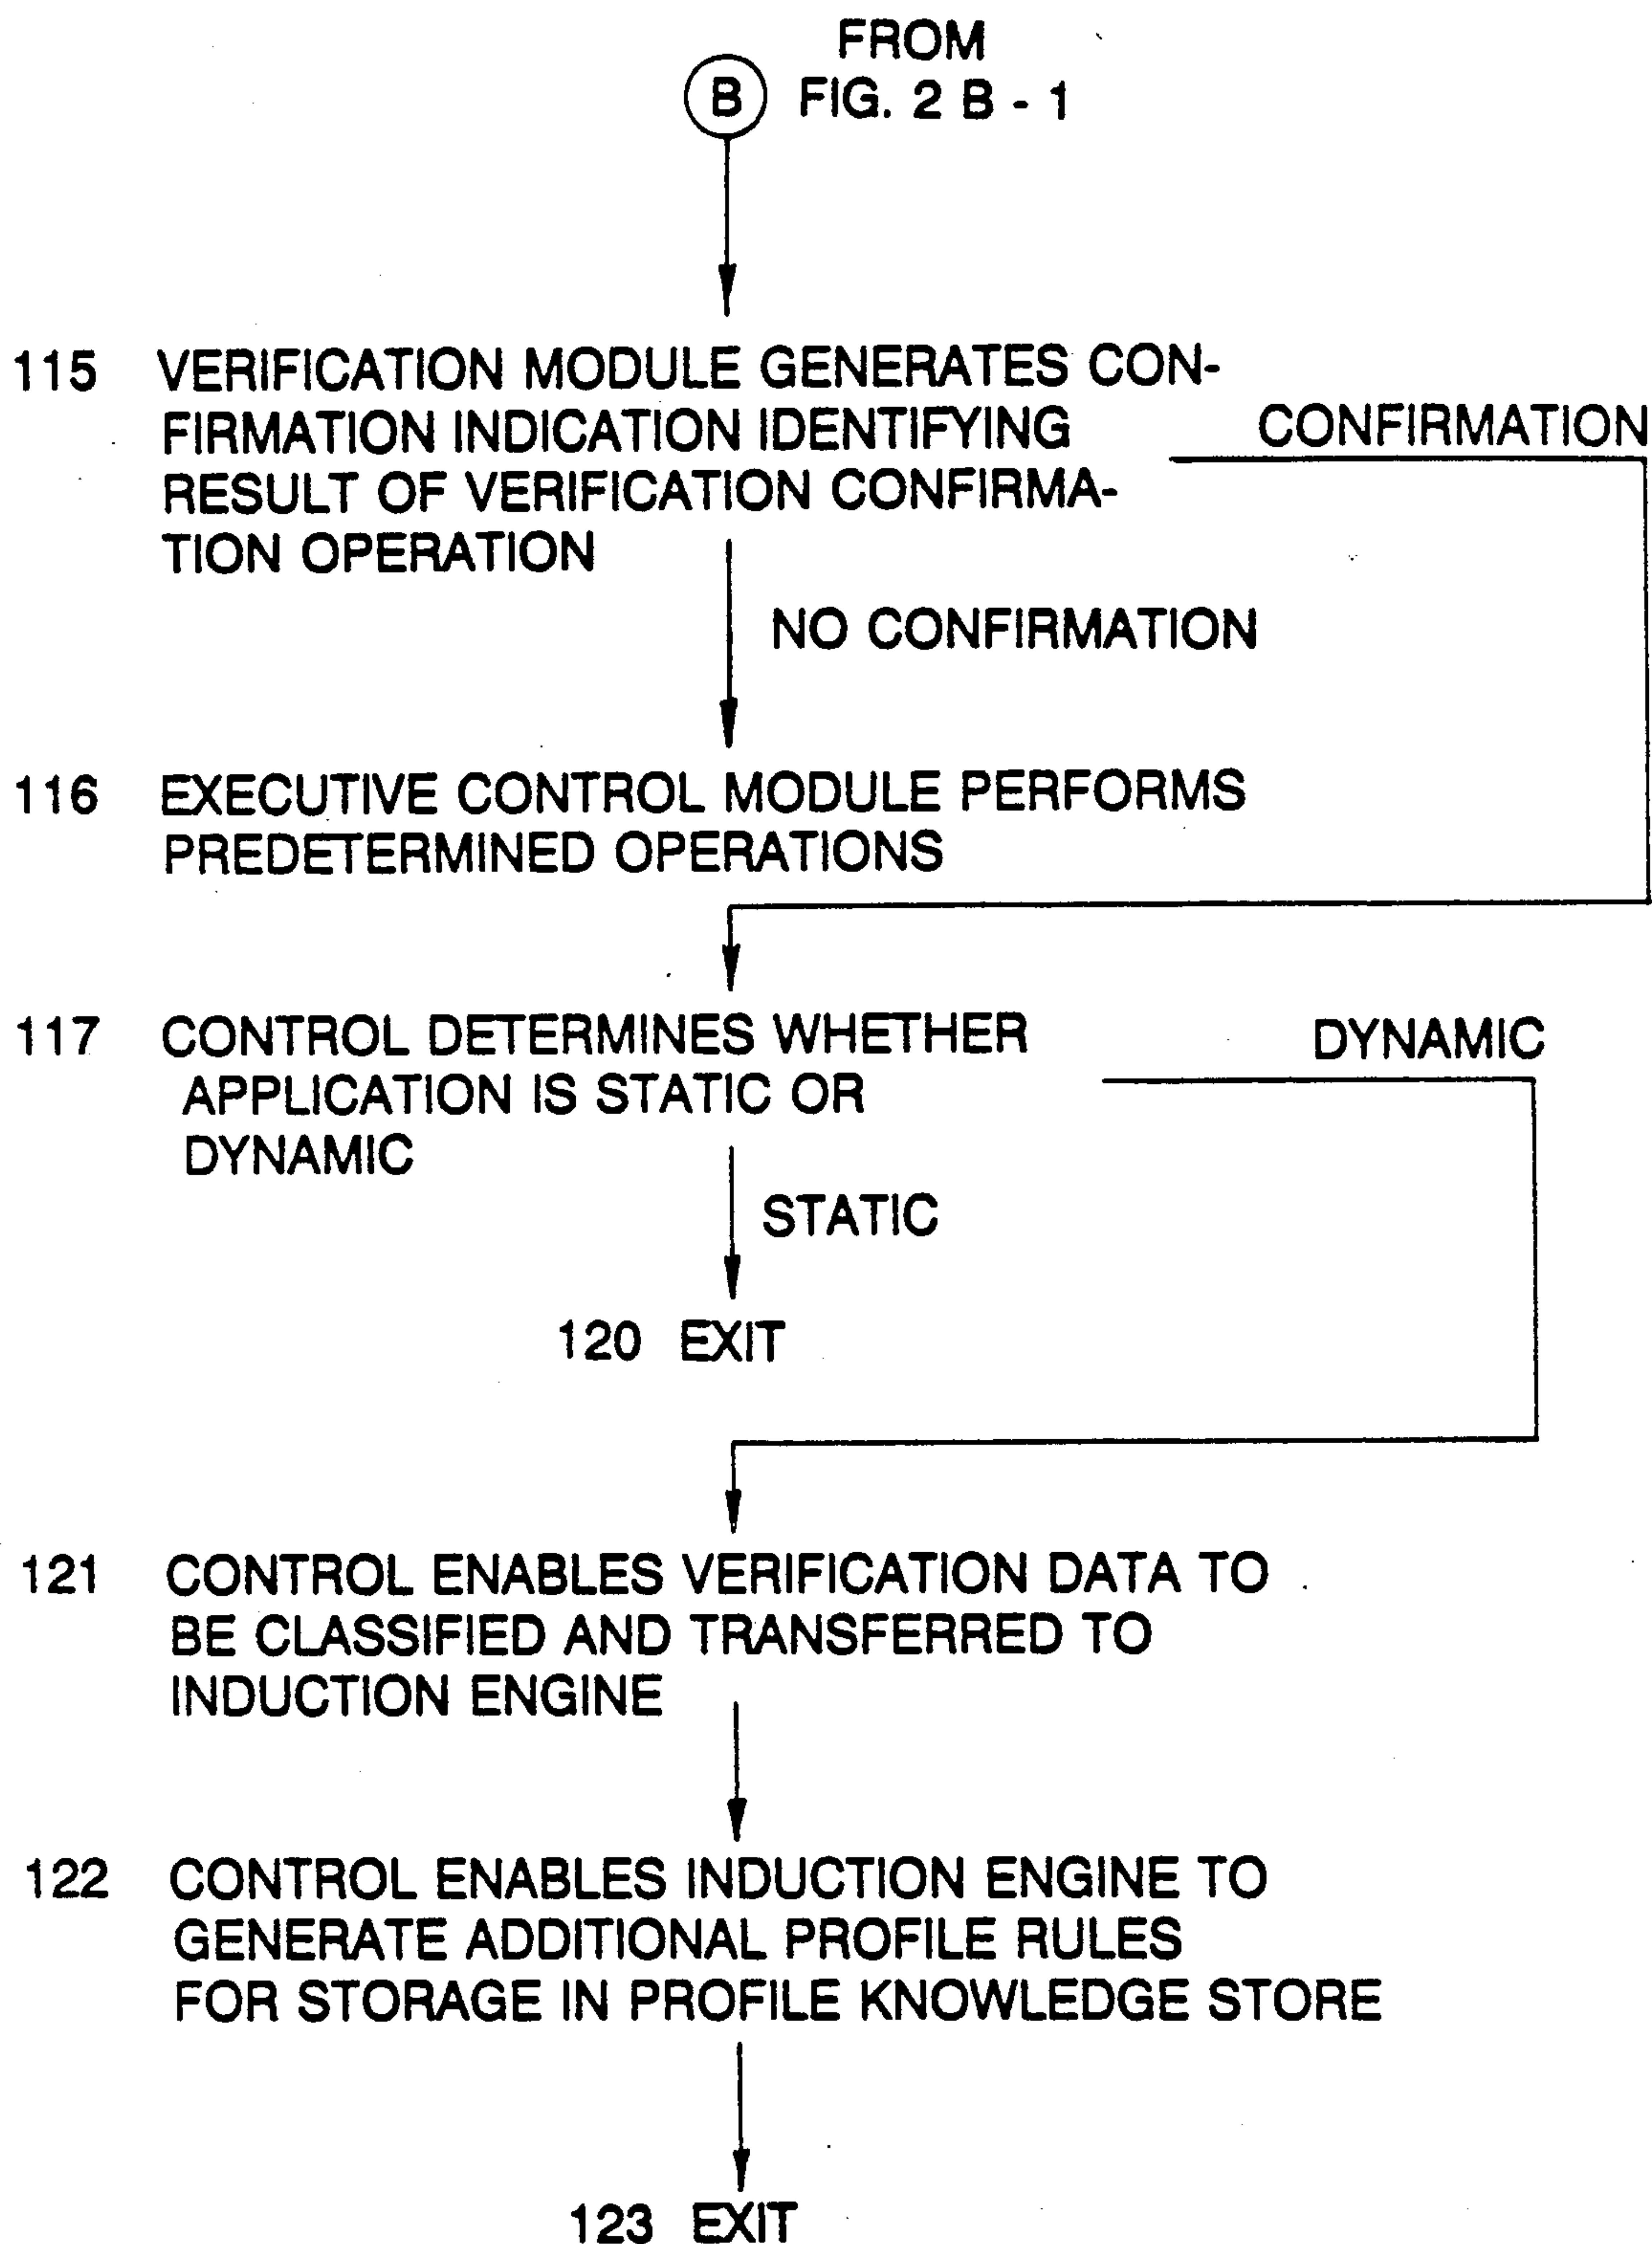 FROM
B FIG. 2 B - 1
115 VERIFICATION MODULE GENERATES CON-
FIRMATION INDICATION IDENTIFYING
RESULT OF VERIFICATION CONFIRMA-
TION OPERATION
CONFIRMATION
NO CONFIRMATION
116 EXECUTIVE CONTROL MODULE PERFORMS
PREDETERMINED OPERATIONS
117 CONTROL DETERMINES WHETHER
APPLICATION IS STATIC OR
DYNAMIC
DYNAMIC
STATIC
120 EXIT
121 CONTROL ENABLES VERIFICATION DATA TO
BE CLASSIFIED AND TRANSFERRED TO
INDUCTION ENGINE
122 CONTROL ENABLES INDUCTION ENGINE TO
GENERATE ADDITIONAL PROFILE RULES
FOR STORAGE IN PROFILE KNOWLEDGE STORE
123 EXIT